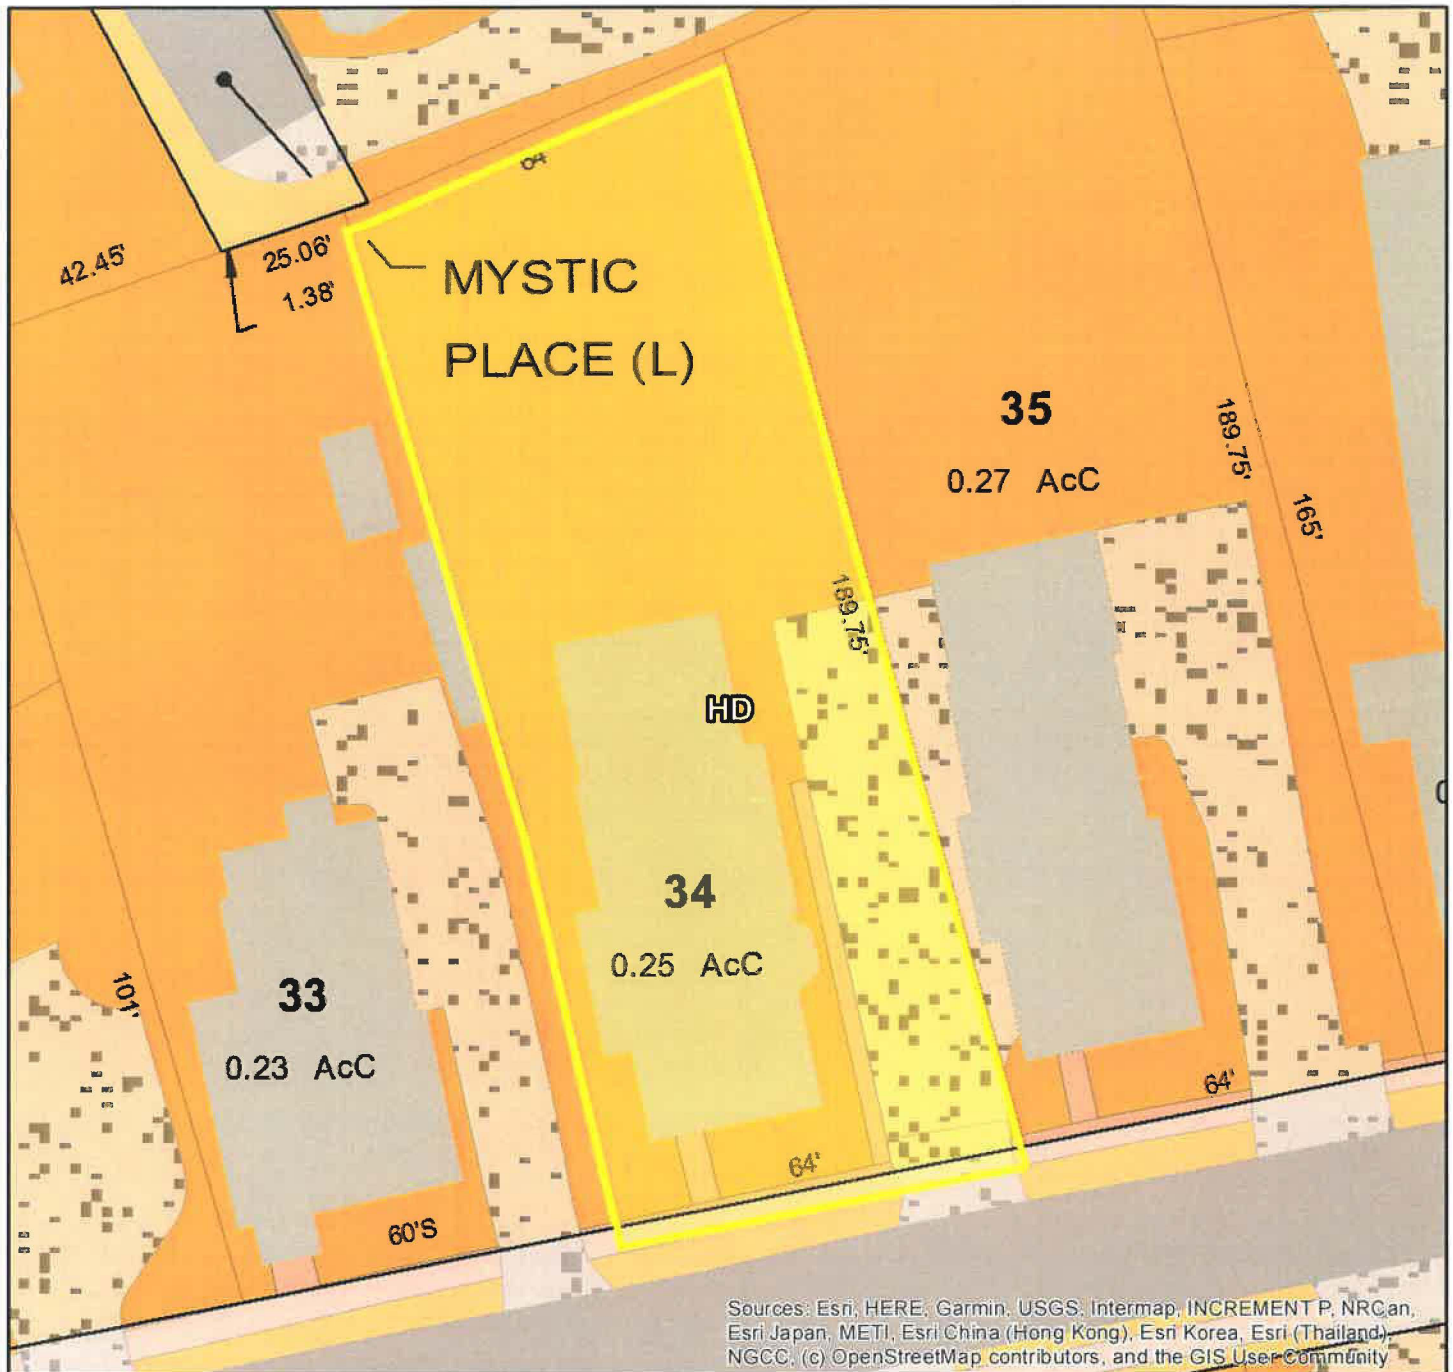 42.45'
25.06'
1.38'
MYSTIC
PLACE (L)
35
0.27 AcC
189.75'
165'
189.75'
HD
34
0.25 AcC
33
0.23 AcC
101'
64'
64'
60'S
Sources: Esri, HERE, Garmin, USGS, Intermap, INCREMENT P, NRCan,
Esri Japan, METI, Esri China (Hong Kong), Esri Korea, Esri (Thailand),
NGCC, (c) OpenStreetMap contributors, and the GIS User Community